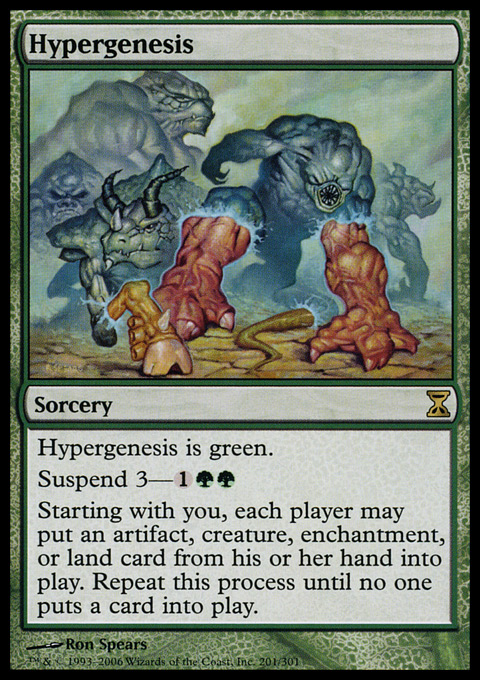 Hypergenesis
Sorcery
Hypergenesis is green.
Suspend 3— 1
Starting with you, each player may
put an artifact, creature, enchantment,
or land card from his or her hand into
play. Repeat this process until no one
puts a card into play.
Ron Spears
™ & © 1993–2006 Wizards of the Coast, Inc. 201/301